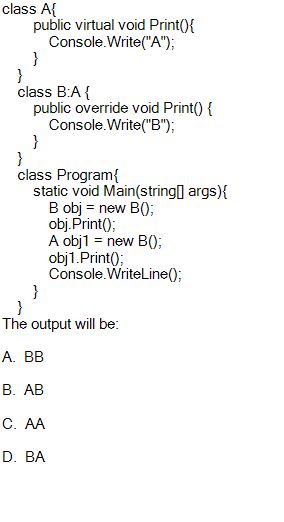 class A{
public virtual void Print(){
Console.Write("A");
}
}
class B:A {
public override void Print() {
Console.Write("B");
}
}
class Program{
static void Main(string[] args){
B obj = new B();
obj.Print();
A obj1 = new B();
obj1.Print();
Console.WriteLine();
}
}
The output will be:
A. BB
B. AB
C. AA
D. BA